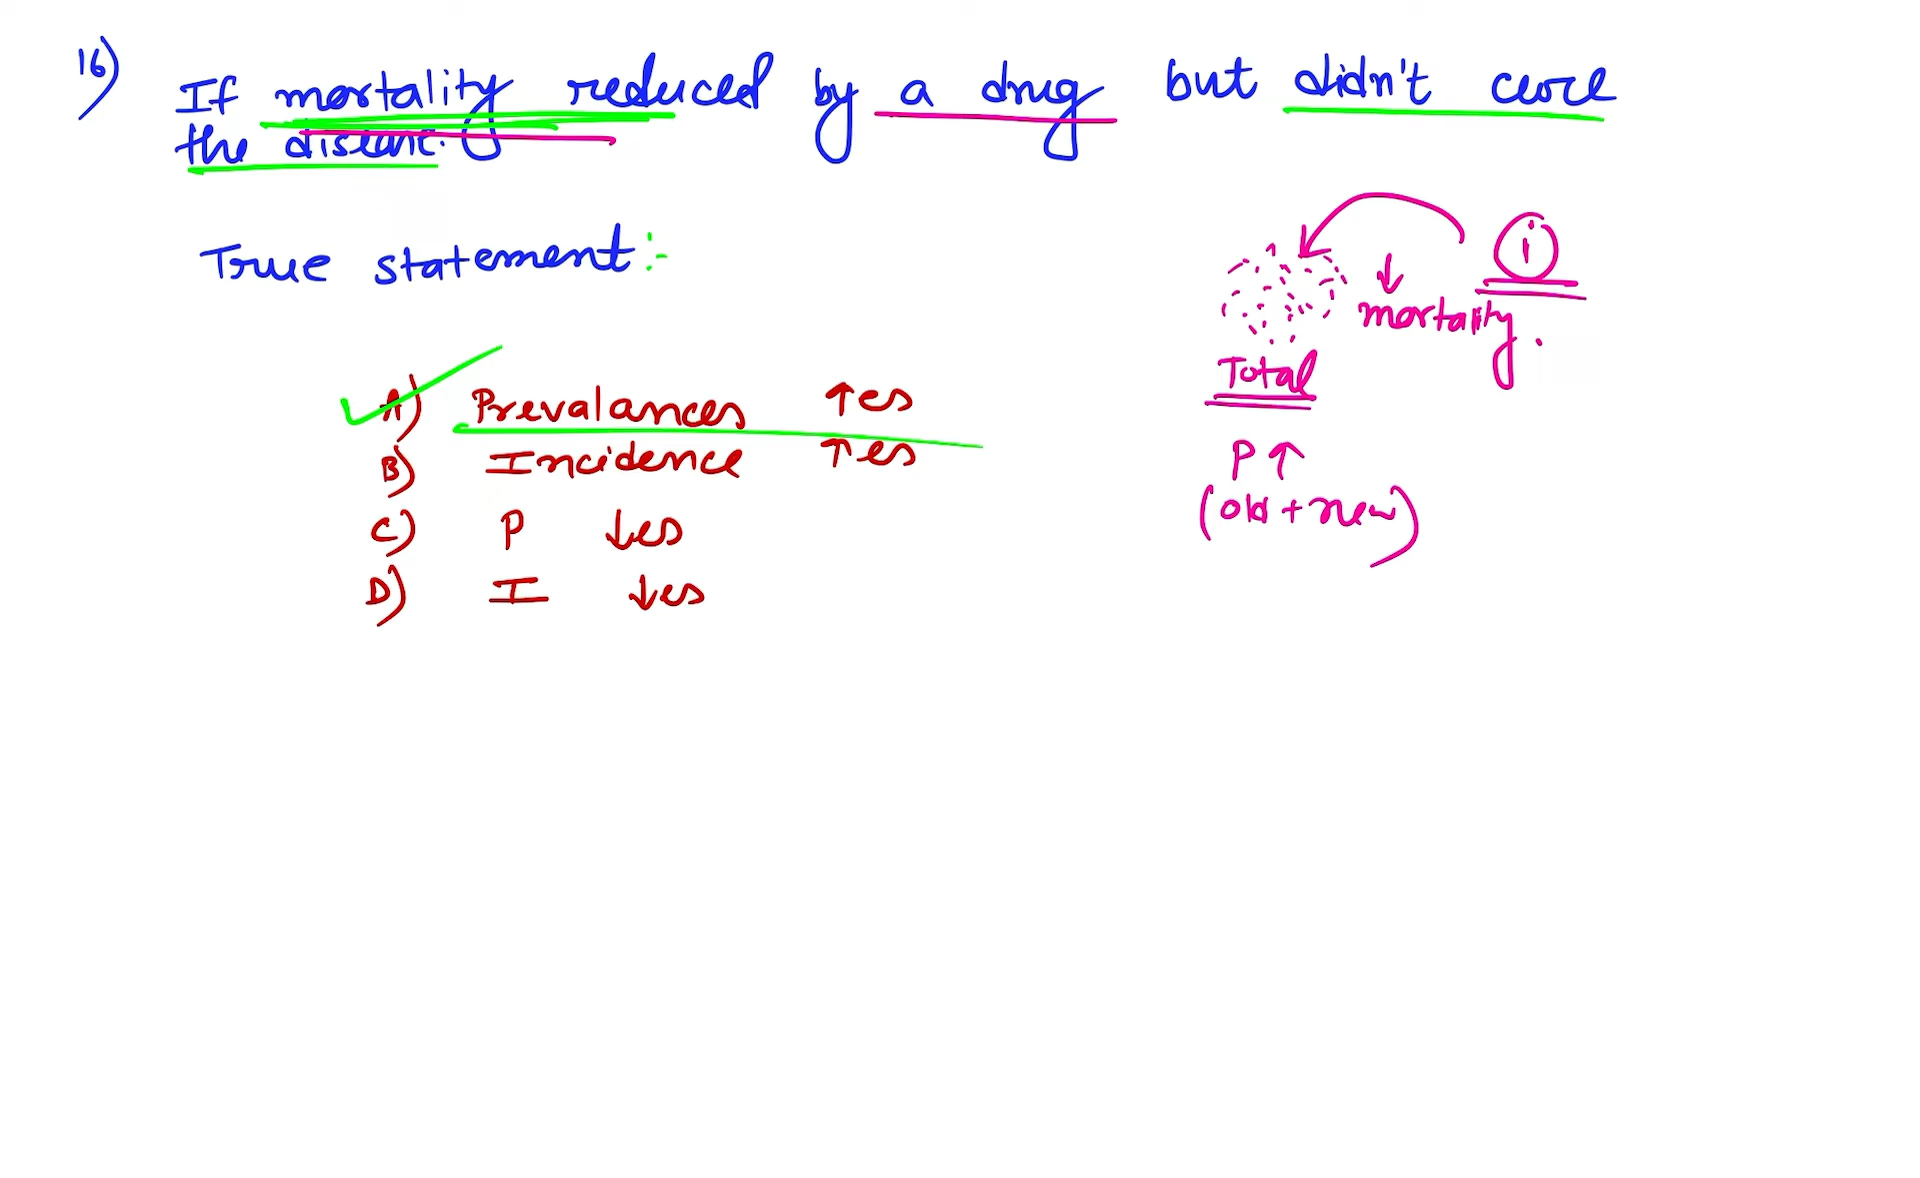 16)
If mortality reduced by a drug but didn't cure
the disease.
True statement :-
A) Prevalances ↑es
B) Incidence ↑es
C) P ↓es
D) I ↓es
i
↓
mortality.
Total
P↑
(old + new)